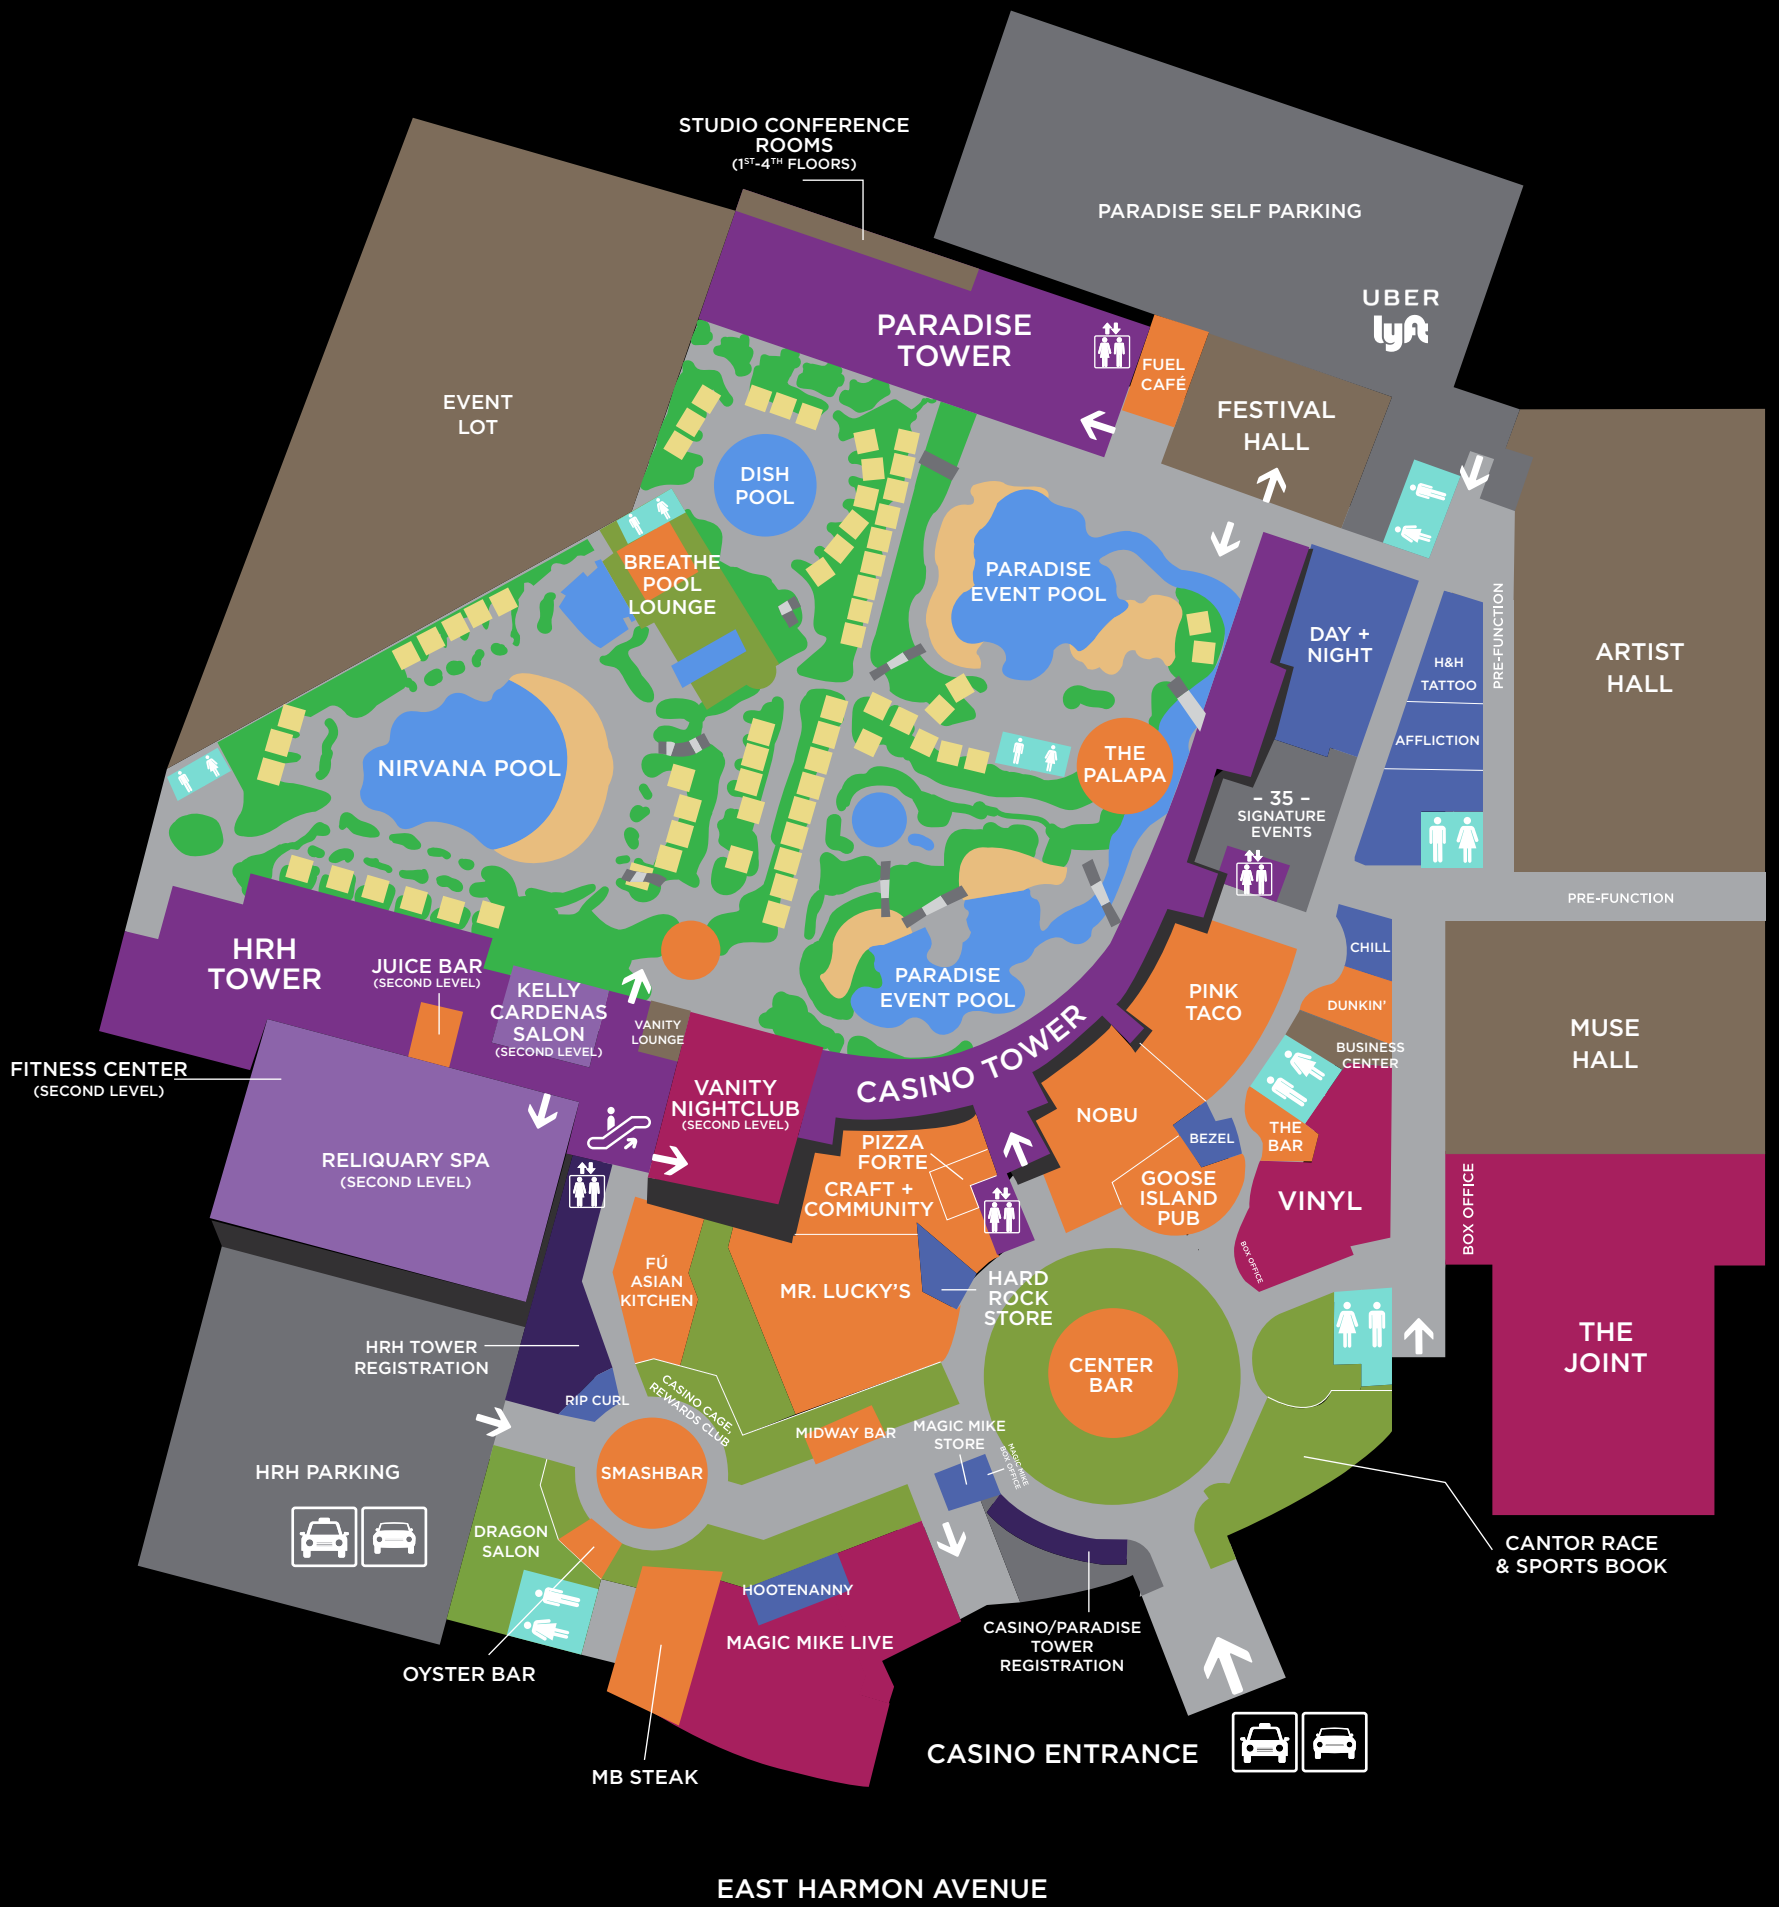 STUDIO CONFERENCE
ROOMS
(1ST-4TH FLOORS)
PARADISE SELF PARKING
UBER
lyft
PARADISE
TOWER
FUEL
CAFÉ
FESTIVAL
HALL
EVENT
LOT
DISH
POOL
BREATHE
POOL
LOUNGE
PARADISE
EVENT POOL
DAY +
NIGHT
H&H
TATTOO
PRE-FUNCTION
ARTIST
HALL
AFFLICTION
NIRVANA POOL
THE
PALAPA
– 35 –
SIGNATURE
EVENTS
PRE-FUNCTION
HRH
TOWER
JUICE BAR
(SECOND LEVEL)
KELLY
CARDENAS
SALON
(SECOND LEVEL)
VANITY
LOUNGE
PARADISE
EVENT POOL
PINK
TACO
CHILL
DUNKIN'
BUSINESS
CENTER
MUSE
HALL
FITNESS CENTER
(SECOND LEVEL)
VANITY
NIGHTCLUB
(SECOND LEVEL)
CASINO TOWER
NOBU
BEZEL
THE
BAR
RELIQUARY SPA
(SECOND LEVEL)
PIZZA
FORTE
CRAFT +
COMMUNITY
GOOSE
ISLAND
PUB
VINYL
BOX OFFICE
BOX OFFICE
FÚ
ASIAN
KITCHEN
MR. LUCKY'S
HARD
ROCK
STORE
THE
JOINT
HRH TOWER
REGISTRATION
CENTER
BAR
RIP CURL
CASINO CAGE,
REWARDS CLUB
MIDWAY BAR
MAGIC MIKE
STORE
MAGIC MIKE
BOX OFFICE
HRH PARKING
SMASHBAR
DRAGON
SALON
HOOTENANNY
CANTOR RACE
& SPORTS BOOK
MAGIC MIKE LIVE
CASINO/PARADISE
TOWER
REGISTRATION
OYSTER BAR
MB STEAK
CASINO ENTRANCE
EAST HARMON AVENUE